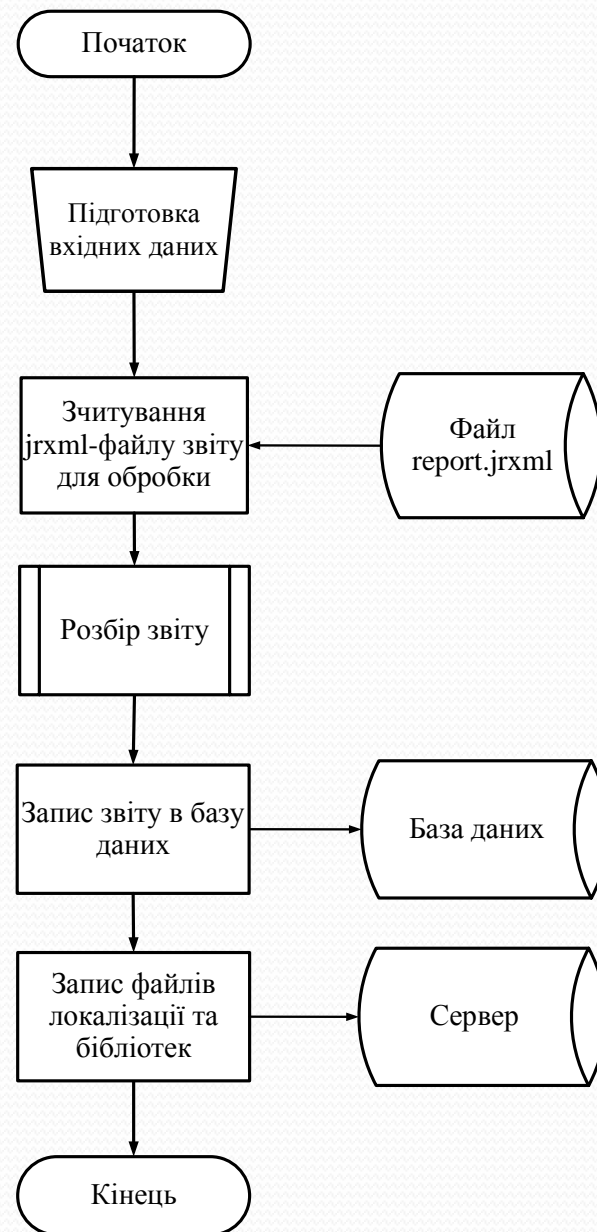 Початок
Підготовка
вхідних даних
Зчитування
jrxml-файлу звіту
для обробки
Файл
report.jrxml
Розбір звіту
Запис звіту в базу
даних
База даних
Запис файлів
локалізації та
бібліотек
Сервер
Кінець